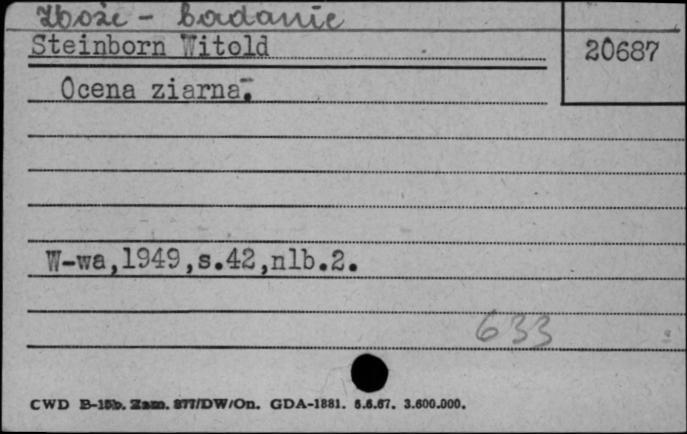 Zboże - badanie
Steinborn Witold
20687
Ocena ziarna.
W-wa,1949,s.42,nlb.2.
633
CWD B-15b. Zam. 877/DW/On. GDA-1881. 5.6.67. 3.600.000.